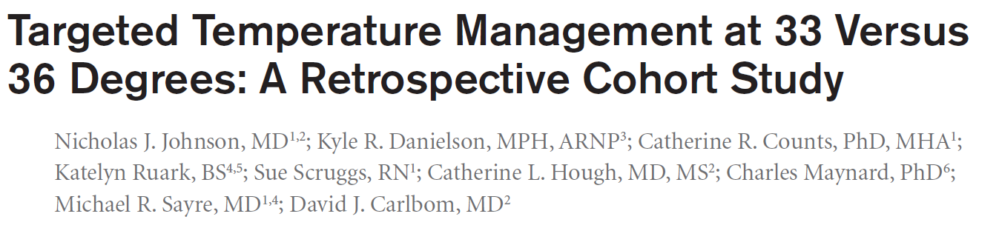 Targeted Temperature Management at 33 Versus
36 Degrees: A Retrospective Cohort Study
Nicholas J. Johnson, MD1,2; Kyle R. Danielson, MPH, ARNP3; Catherine R. Counts, PhD, MHA1;
Katelyn Ruark, BS4,5; Sue Scruggs, RN1; Catherine L. Hough, MD, MS2; Charles Maynard, PhD6;
Michael R. Sayre, MD1,4; David J. Carlbom, MD2